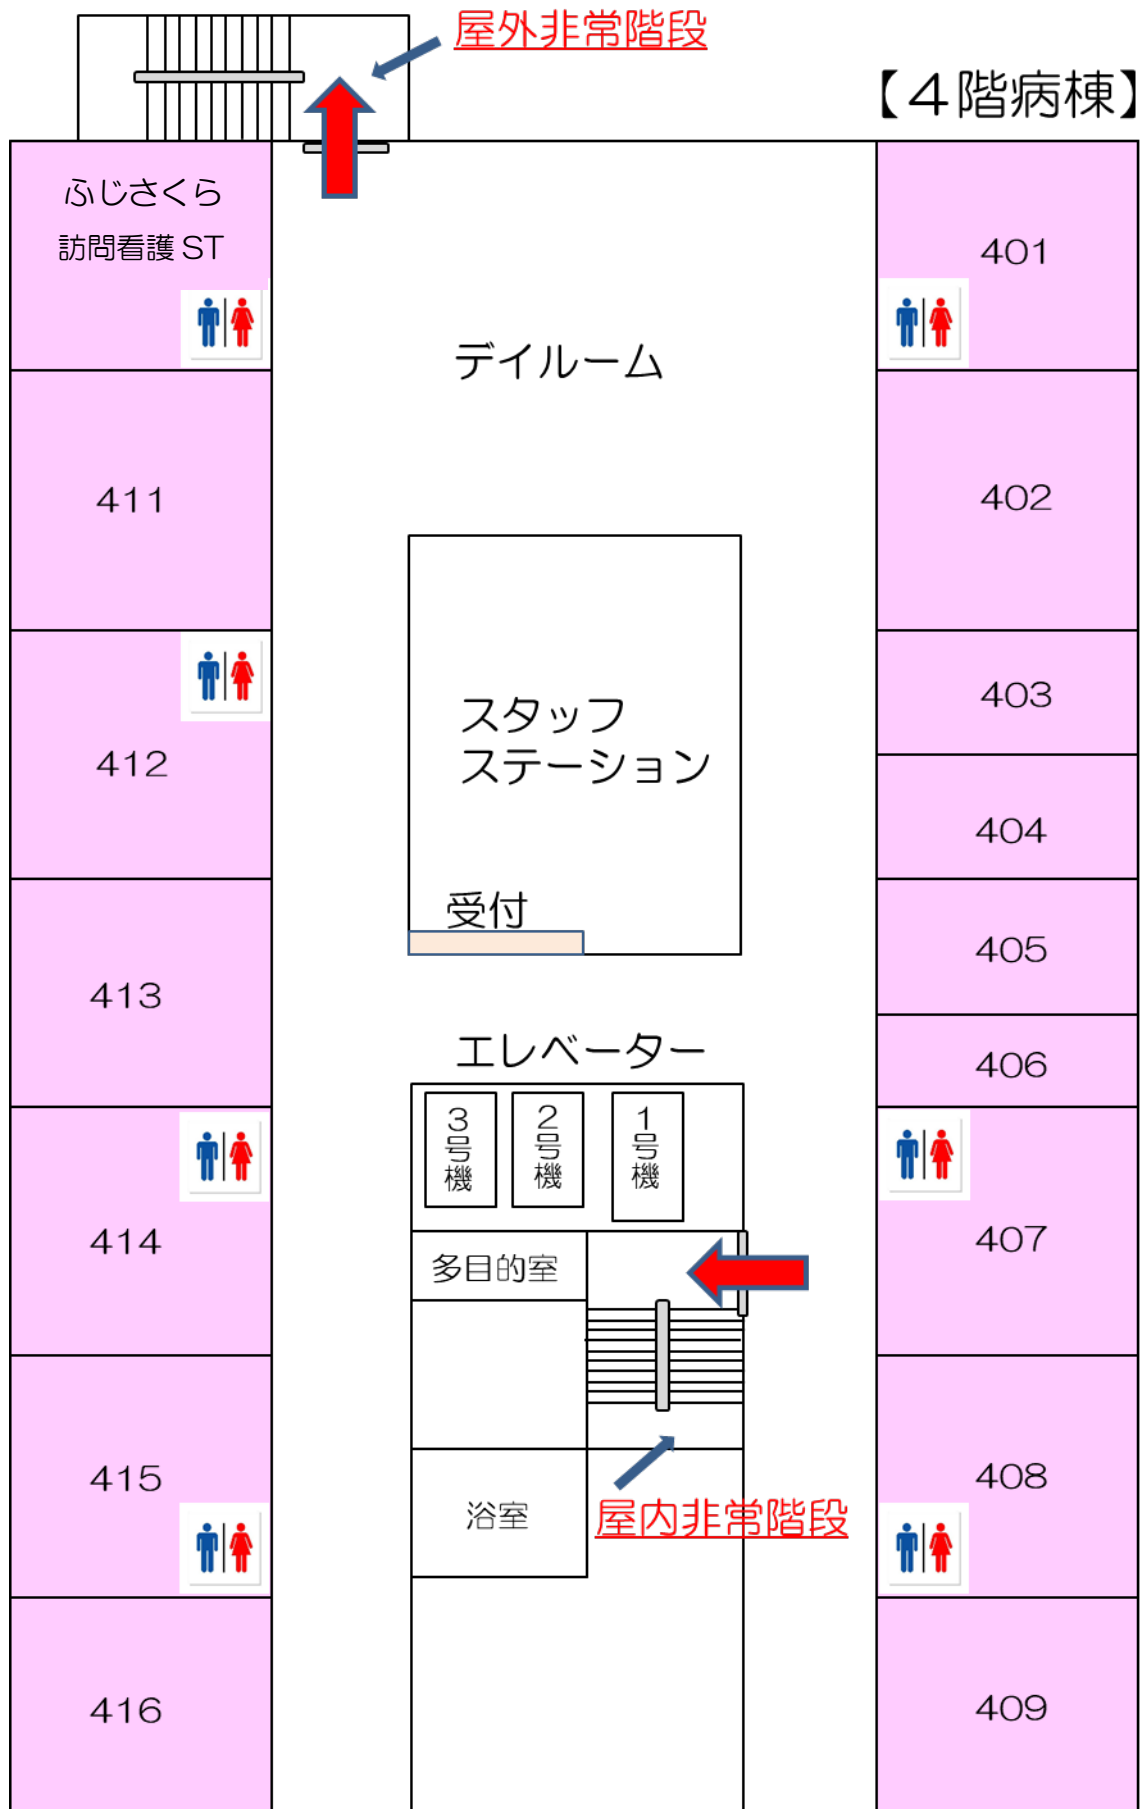 屋外非常階段
【４階病棟】
ふじさくら
訪問看護ST
401
デイルーム
411
402
403
スタッフ
ステーション
412
404
受付
405
413
エレベーター
406
3号機
2号機
1号機
414
407
多目的室
415
408
浴室
屋内非常階段
416
409